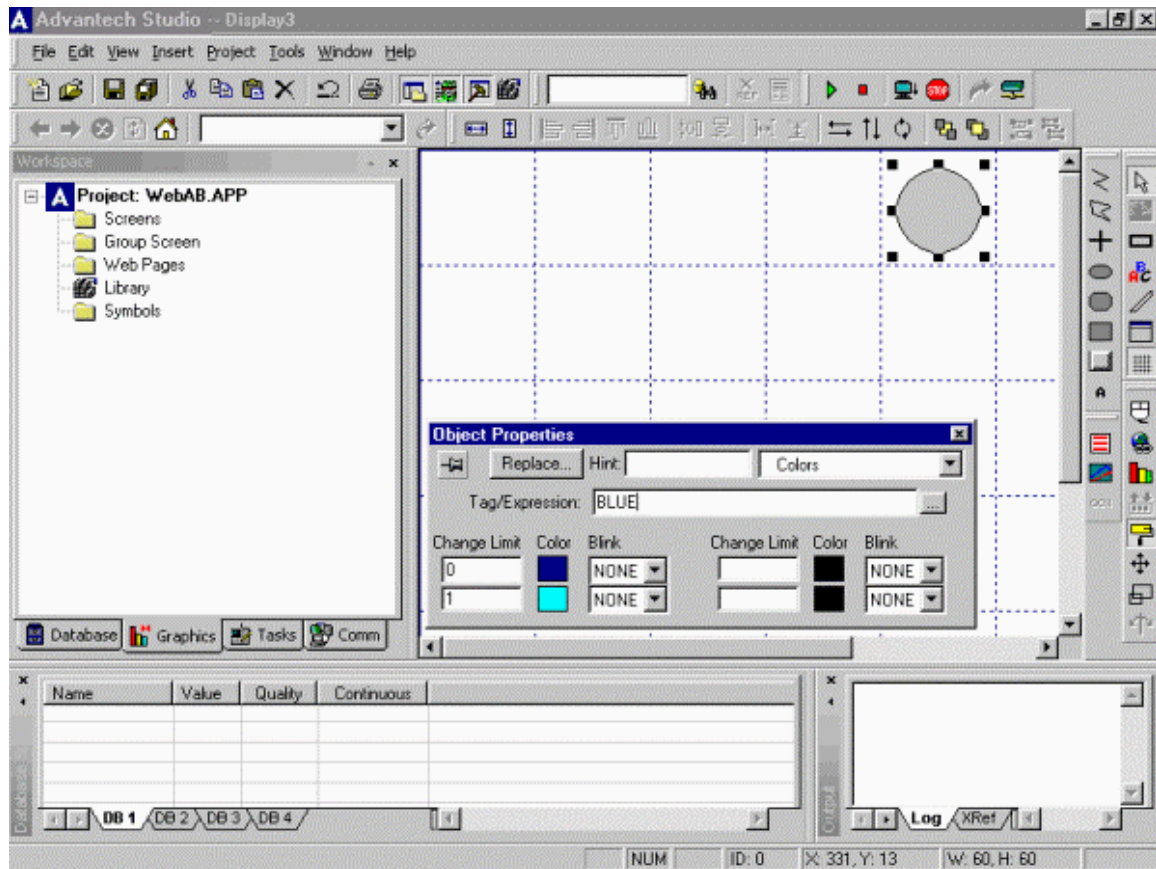 Advantech Studio -- Display3
File Edit View Insert Project Tools Window Help
STOP
Workspace
Project: WebAB.APP
Screens
Group Screen
Web Pages
Library
Symbols
Object Properties
Replace... Hint: Colors
Tag/Expression: BLUE ...
Change Limit Color Blink Change Limit Color Blink
0 NONE NONE
1 NONE NONE
Database Graphics Tasks Comm
Name Value Quality Continuous
DB 1 DB 2 DB 3 DB 4
Output
Log XRef
NUM ID: 0 X: 331, Y: 13 W: 60, H: 60